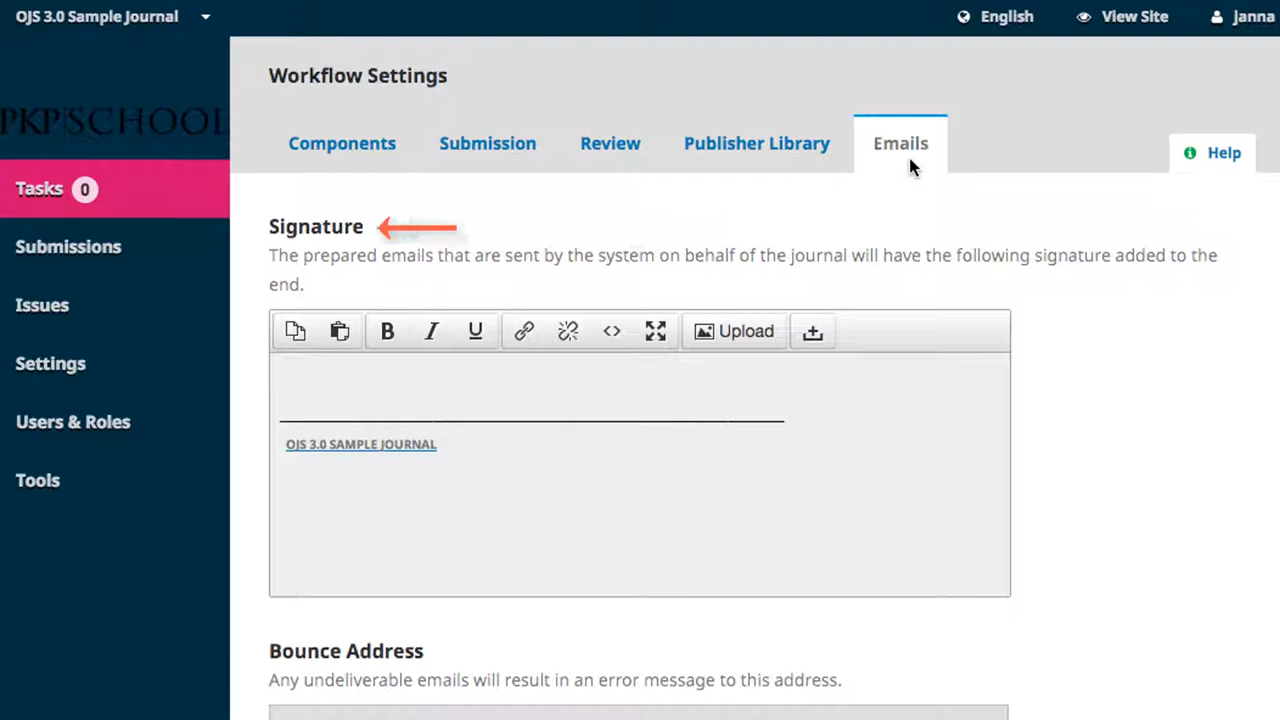 OJS 3.0 Sample Journal
English
View Site
Janna
PKP|SCHOOL
Workflow Settings
Components
Submission
Review
Publisher Library
Emails
Help
Tasks 0
Submissions
Issues
Settings
Users & Roles
Tools
Signature
The prepared emails that are sent by the system on behalf of the journal will have the following signature added to the
end.
B I U
<> Upload
OJS 3.0 SAMPLE JOURNAL
Bounce Address
Any undeliverable emails will result in an error message to this address.